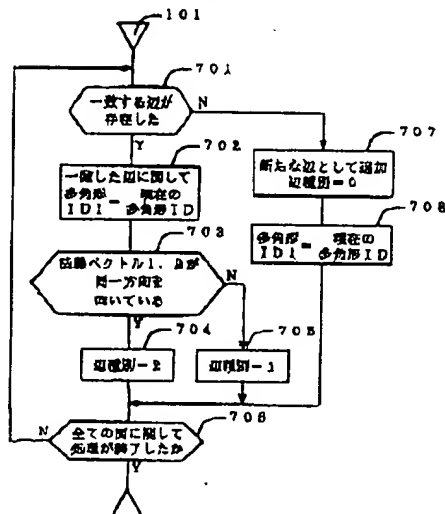 101
701
一致する辺が
存在した
N
Y
702
一致した辺に関して
多角形 現在の
ID1 = 多角形ID
703
ベクトル1、2が
同一方向を
向いている
N
Y
704
辺種別=2
705
辺種別=1
706
全ての
に関して
処理が終了したか
N
Y
707
新たな辺として追加
辺種別=0
708
多角形 現在の
ID1 = 多角形ID